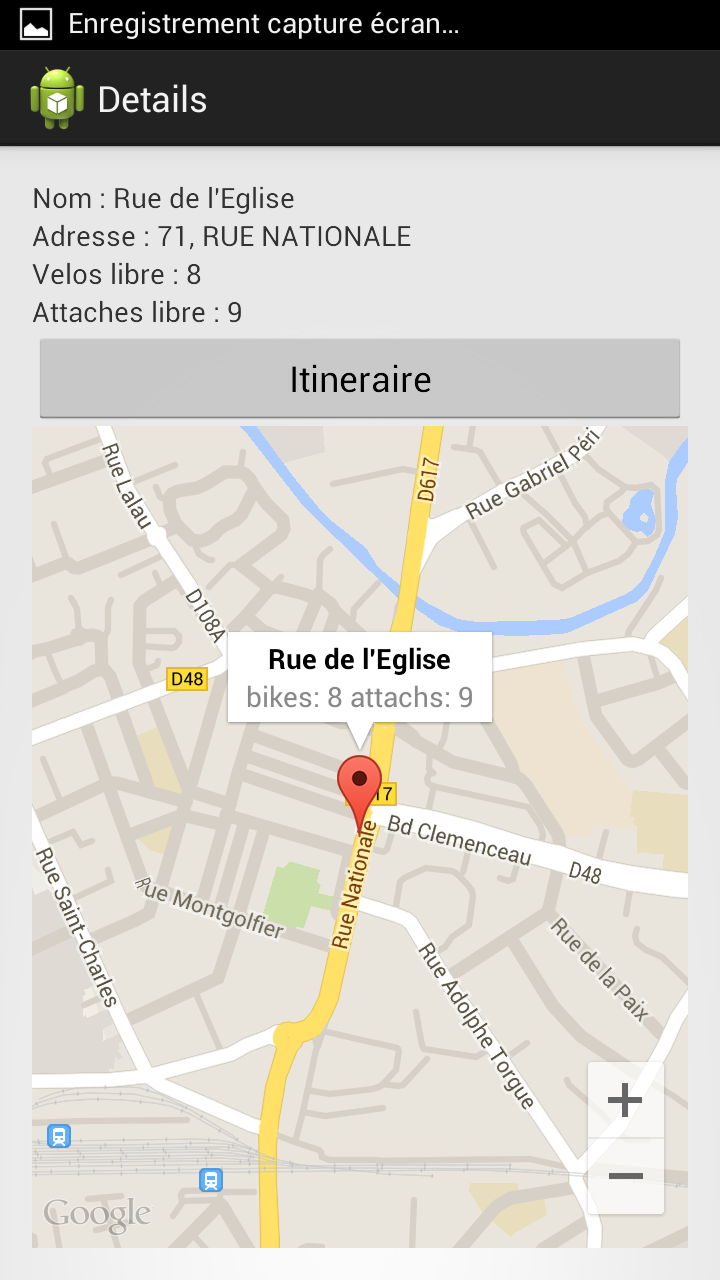 Enregistrement capture écran...
Details
Nom : Rue de l'Eglise
Adresse : 71, RUE NATIONALE
Velos libre : 8
Attaches libre : 9
Itineraire
Rue Lalau
D617
Rue Gabriel Péri
D108A
Rue de l'Eglise
bikes: 8 attachs: 9
D48
17
Bd Clemenceau
D48
Rue Nationale
Rue Saint-Charles
Rue Montgolfier
Rue Adolphe Torgue
Rue de la Paix
+
−
Google